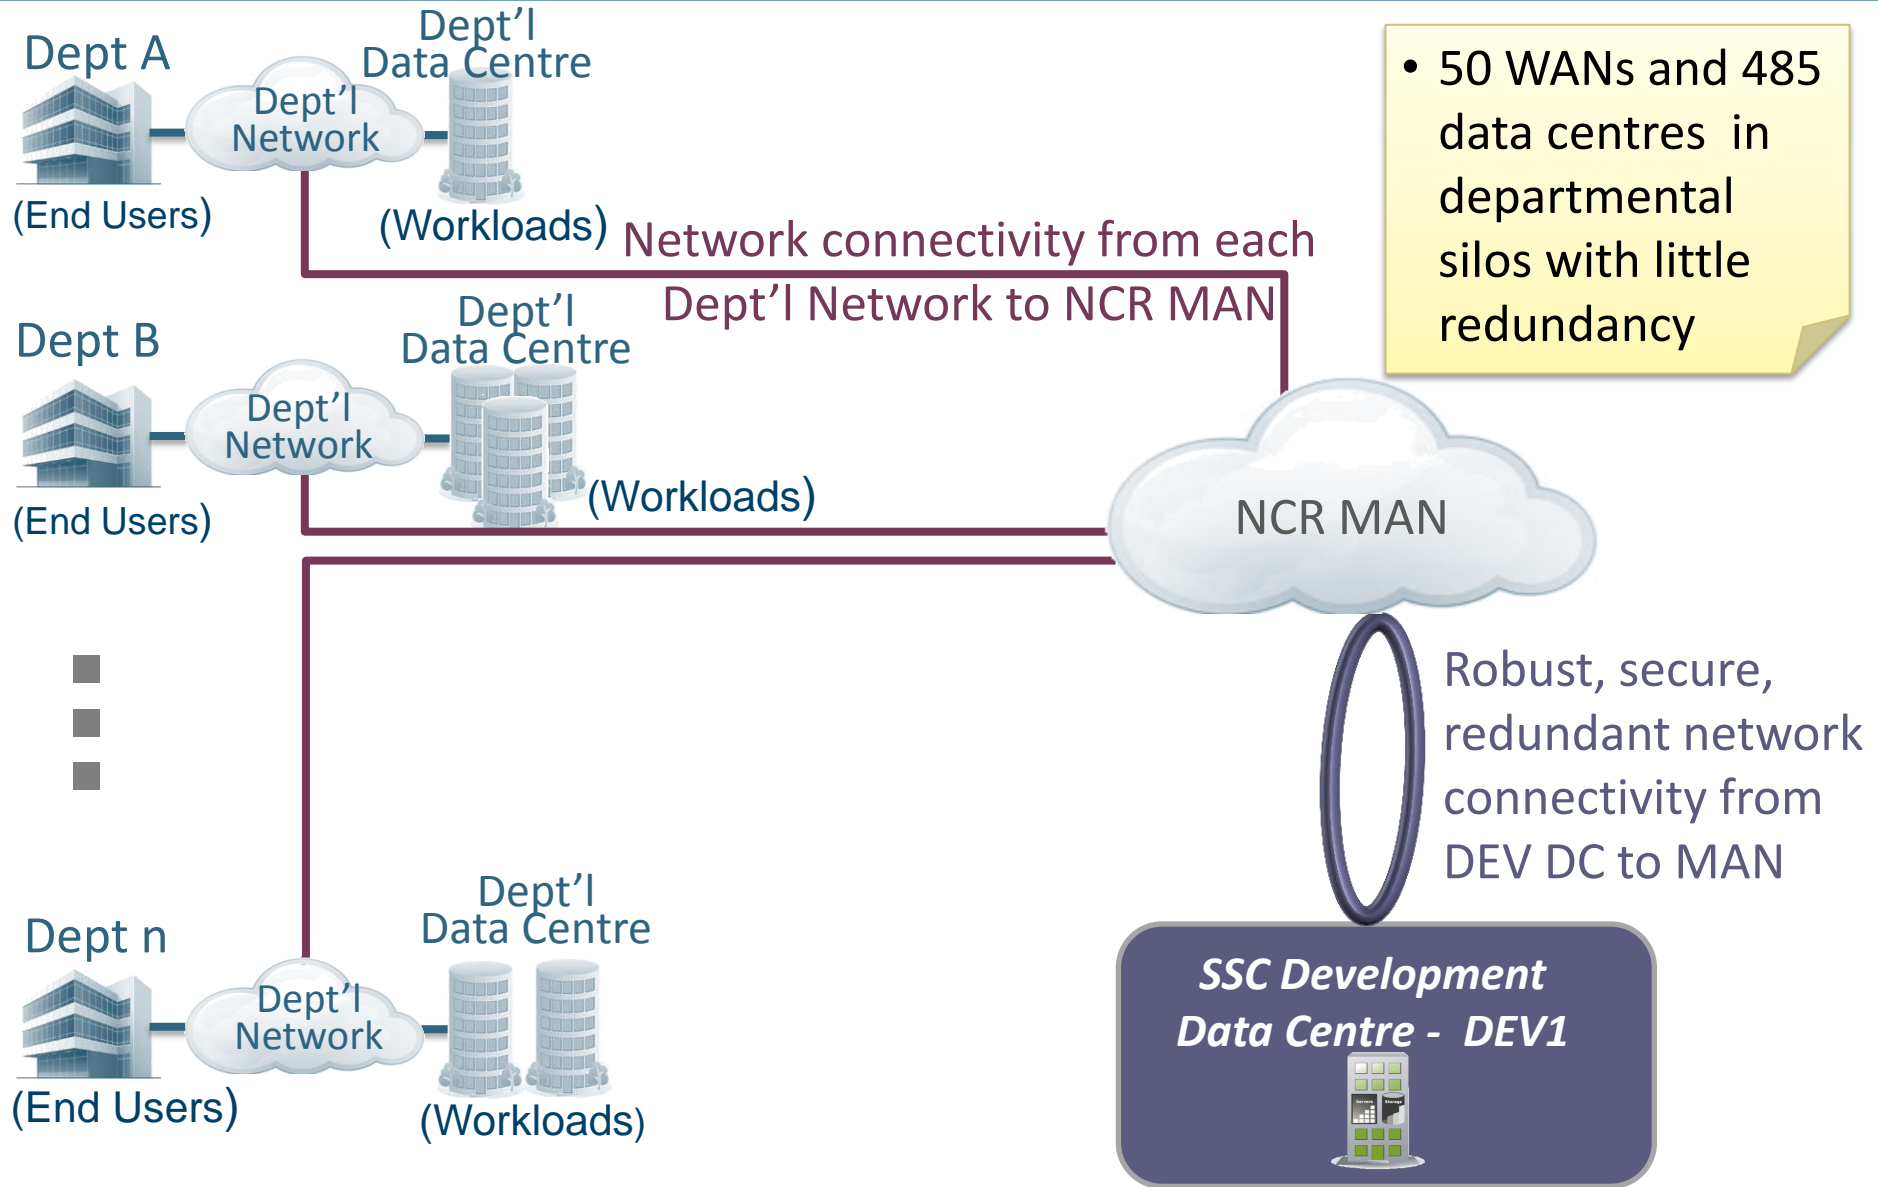 Dept A
Dept'l
Data Centre
Dept'l
Network
(End Users)
(Workloads)
• 50 WANs and 485
data centres  in
departmental
silos with little
redundancy
Network connectivity from each
Dept'l Network to NCR MAN
Dept B
Dept'l
Data Centre
Dept'l
Network
(End Users)
(Workloads)
NCR MAN
Robust, secure,
redundant network
connectivity from
DEV DC to MAN
Dept n
Dept'l
Data Centre
Dept'l
Network
(End Users)
(Workloads)
SSC Development
Data Centre -  DEV1
Servers
Storage